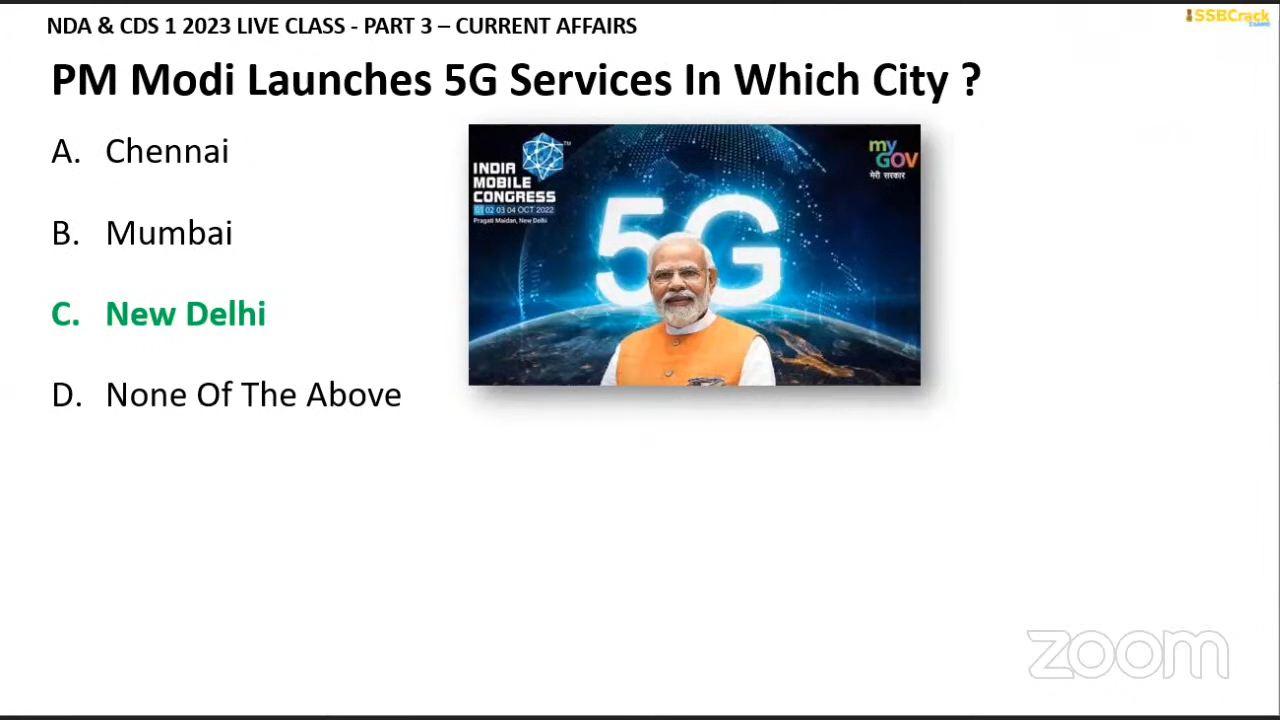 NDA & CDS 1 2023 LIVE CLASS - PART 3 – CURRENT AFFAIRS
SSBCrack
EXAMS
PM Modi Launches 5G Services In Which City ?
A. Chennai
B. Mumbai
C. New Delhi
D. None Of The Above
INDIA
MOBILE
CONGRESS
TM
01 02 03 04 OCT 2022
Pragati Maidan, New Delhi
5G
my
GOV
मेरी सरकार
zoom